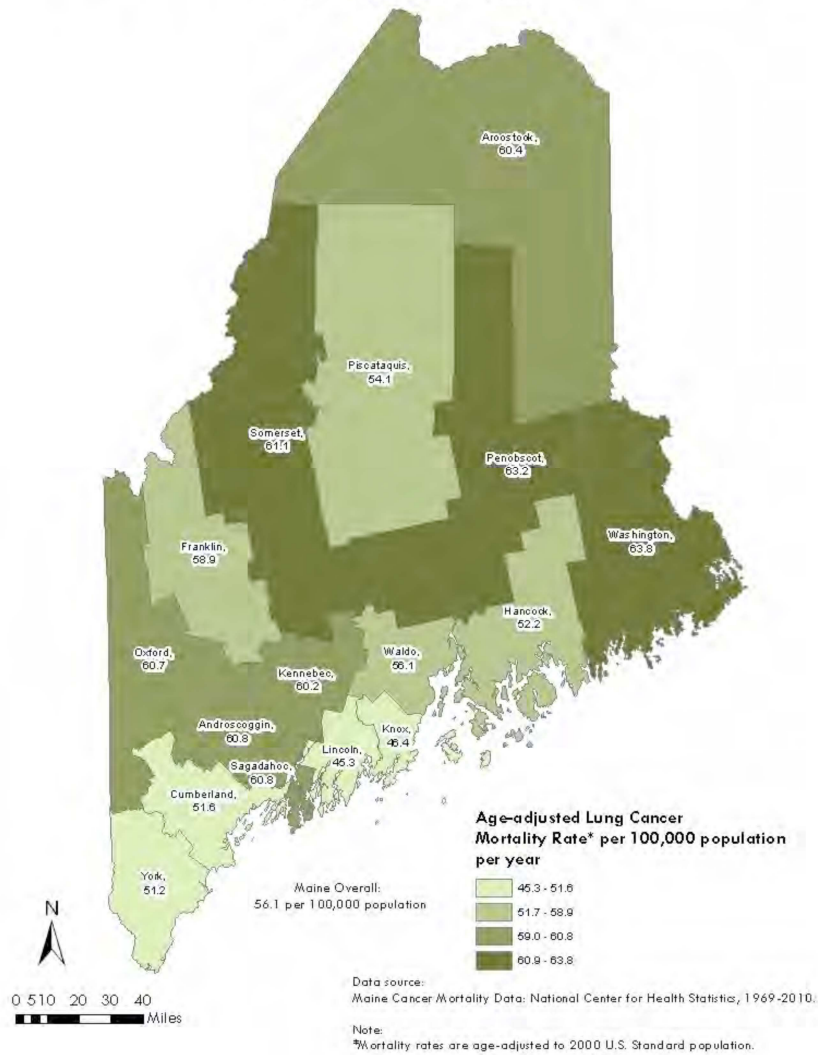 Aroostook,
60.4
Piscataquis,
54.1
Somerset,
61.1
Penobscot,
63.2
Washington,
63.8
Franklin,
58.9
Hancock,
52.2
Oxford,
60.7
Waldo,
56.1
Kennebec,
60.2
Androscoggin,
60.8
Knox,
46.4
Lincoln,
45.3
Sagadahoc,
60.8
Cumberland,
51.6
York,
51.2
Maine Overall:
56.1 per 100,000 population
Age-adjusted Lung Cancer
Mortality Rate* per 100,000 population
per year
45.3 - 51.6
51.7 - 58.9
59.0 - 60.8
60.9 - 63.8
N
0 5 10 20 30 40
Miles
Data source:
Maine Cancer Mortality Data: National Center for Health Statistics, 1969-2010.
Note:
*Mortality rates are age-adjusted to 2000 U.S. Standard population.